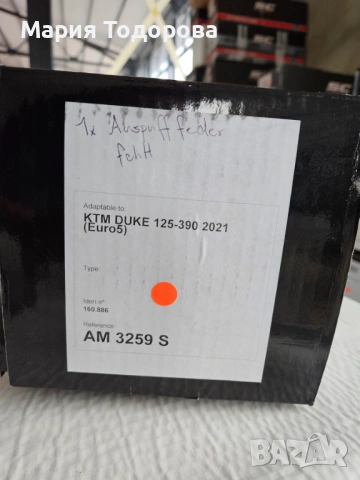 Мария Тодорова
1x Auspuff feder
fehlt
Adaptable to
KTM DUKE 125-390 2021
(Euro5)
Type
Item nº
160.886
Reference
AM 3259 S
BAZAR